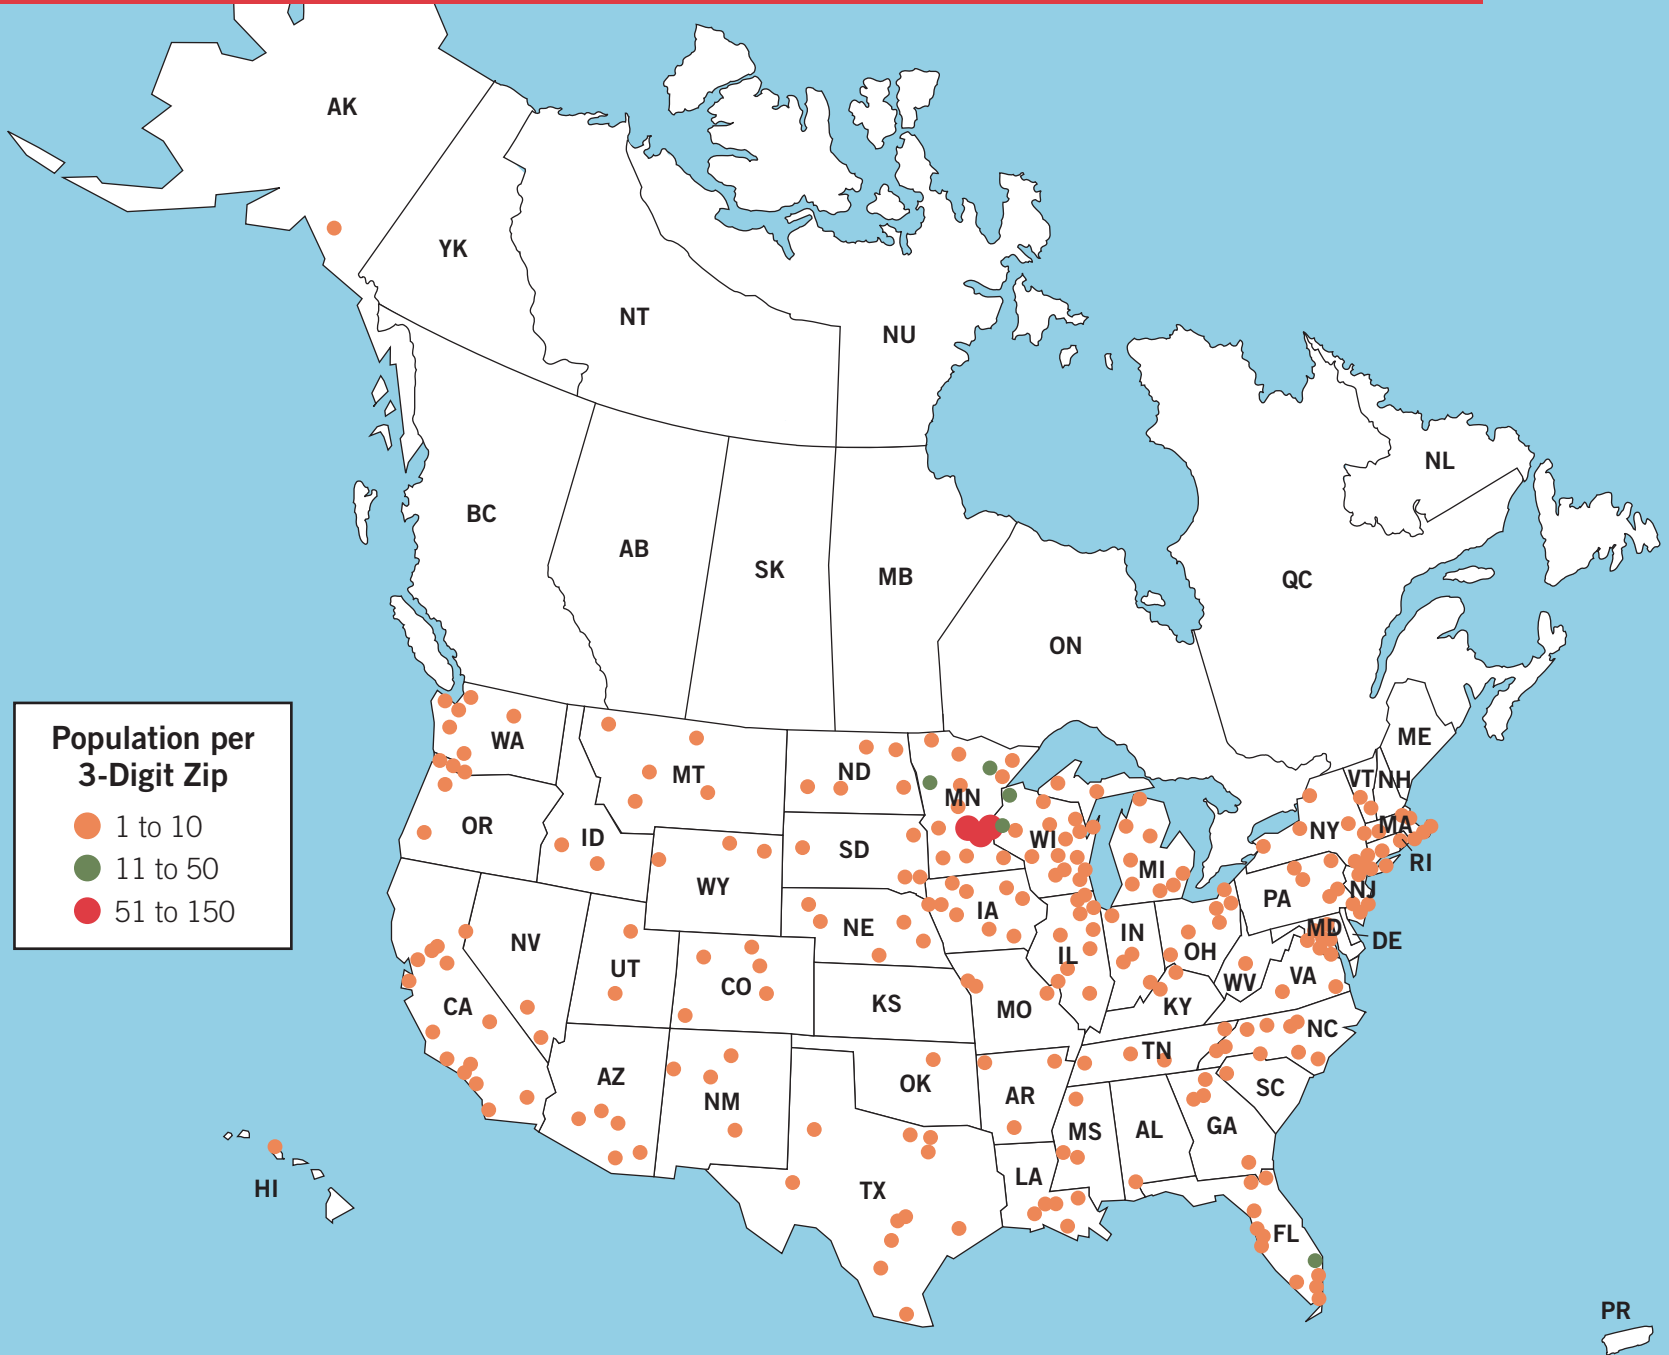 AK
YK
NT
NU
NL
BC
AB
SK
MB
QC
ON
ME
WA
MT
ND
MN
VT
NH
OR
ID
SD
WI
NY
MA
RI
WY
MI
PA
NJ
NE
IA
IN
OH
MD
DE
NV
UT
CO
IL
WV
VA
CA
KS
MO
KY
NC
AZ
NM
OK
AR
TN
SC
MS
AL
GA
TX
LA
FL
HI
PR
Population per
3-Digit Zip
1 to 10
11 to 50
51 to 150